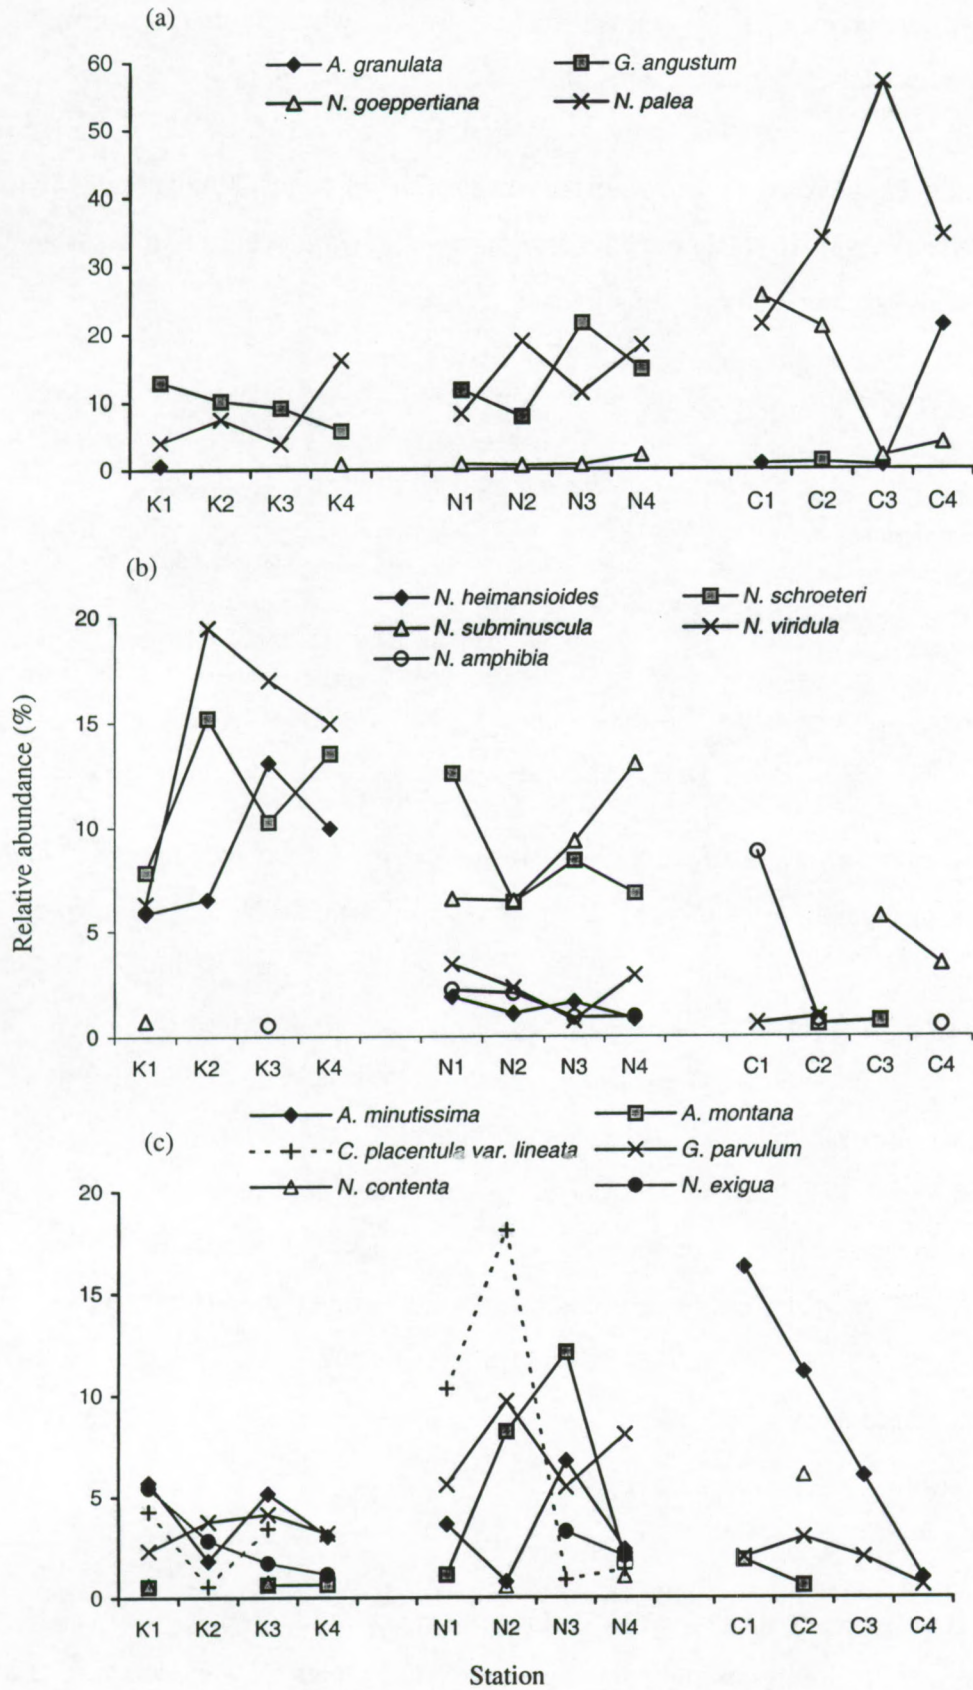 (a)
A. granulata G. angustum
N. goeppertiana N. palea
60
50
40
30
20
10
0
K1 K2 K3 K4 N1 N2 N3 N4 C1 C2 C3 C4
(b)
N. heimansioides N. schroeteri
N. subminuscula N. viridula
N. amphibia
Relative abundance (%)
20
15
10
5
0
K1 K2 K3 K4 N1 N2 N3 N4 C1 C2 C3 C4
(c)
A. minutissima A. montana
C. placentula var. lineata G. parvulum
N. contenta N. exigua
20
15
10
5
0
K1 K2 K3 K4 N1 N2 N3 N4 C1 C2 C3 C4
Station